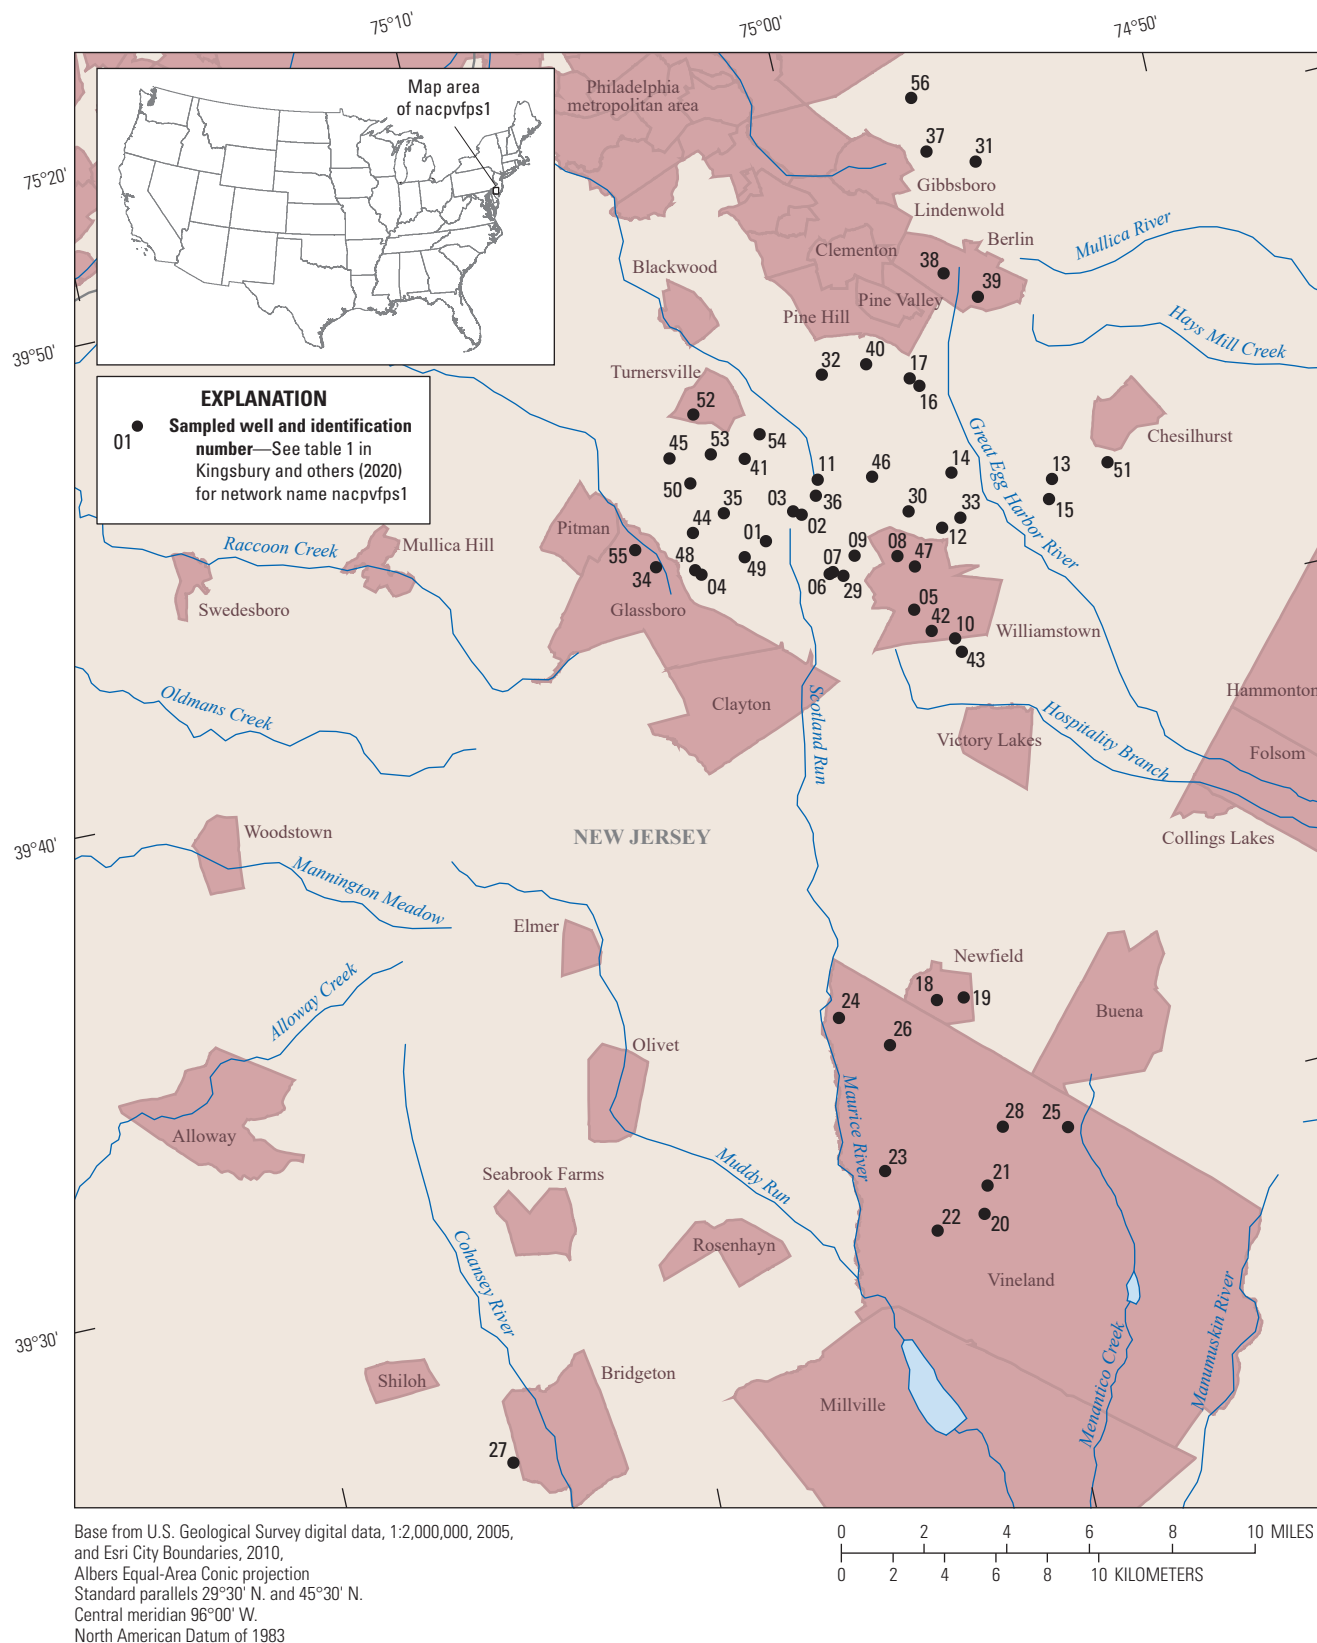 75°10'
75°00'
74°50'
75°20'
39°50'
39°40'
39°30'
Map area
of nacpvfps1
EXPLANATION
01
Sampled well and identification
number—See table 1 in
Kingsbury and others (2020)
for network name nacpvfps1
Philadelphia
metropolitan area
56
37
31
Gibbsboro
Lindenwold
Berlin
Mullica River
Clementon
38
39
Blackwood
Pine Valley
Pine Hill
Hays Mill Creek
32
40
17
16
Turnersville
52
Chesilhurst
45
53
54
41
50
11
46
14
Great Egg Harbor River
13
51
15
36
35
03
02
30
33
12
44
01
Pitman
55
34
48
04
49
09
08
47
07
06
29
05
42
10
43
Williamstown
Raccoon Creek
Mullica Hill
Swedesboro
Glassboro
Clayton
Scotland Run
Oldmans Creek
Victory Lakes
Hospitality Branch
Hammonton
Folsom
Collings Lakes
NEW JERSEY
Woodstown
Mannington Meadow
Elmer
Newfield
18
19
Buena
24
26
Alloway Creek
Olivet
Alloway
Maurice River
28
25
23
21
20
22
Muddy Run
Seabrook Farms
Rosenhayn
Vineland
Cohansey River
Menantico Creek
Manumuskin River
Shiloh
Bridgeton
Millville
27
Base from U.S. Geological Survey digital data, 1:2,000,000, 2005,
and Esri City Boundaries, 2010,
Albers Equal-Area Conic projection
Standard parallels 29°30' N. and 45°30' N.
Central meridian 96°00' W.
North American Datum of 1983
0 2 4 6 8 10 MILES
0 2 4 6 8 10 KILOMETERS